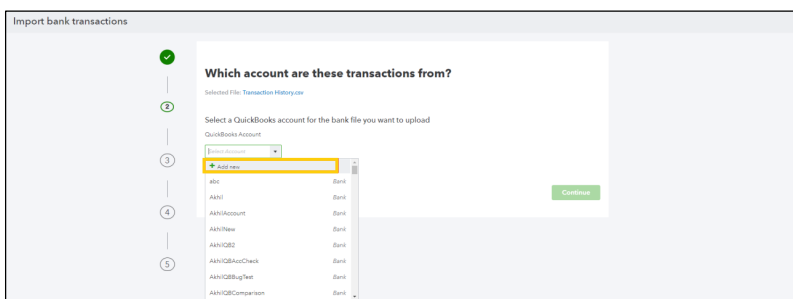 Import bank transactions
Which account are these transactions from?
Selected File: Transaction History.csv
2
Select a QuickBooks account for the bank file you want to upload
QuickBooks Account
3
Select Account
+ Add new
abc Bank
Akhil Bank
Continue
4
AkhilAccount Bank
AkhilNew Bank
AkhilQB2 Bank
5
AkhilQBAccCheck Bank
AkhilQBBugTest Bank
AkhilQBComparison Bank